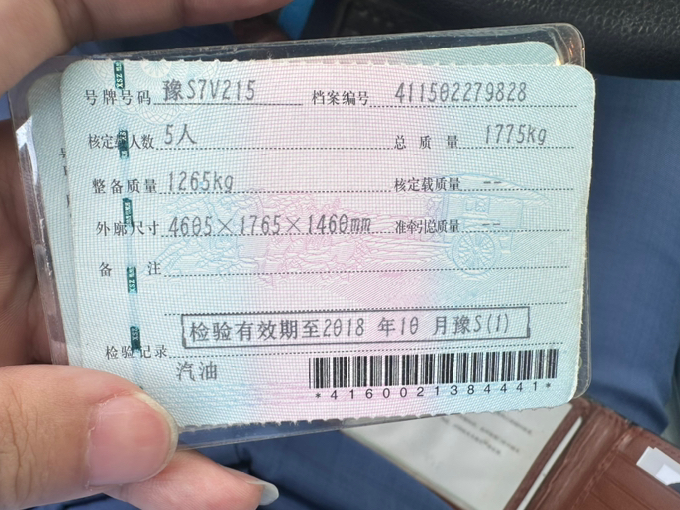 号牌号码 豫S7V215 档案编号 411502279828
核定载人数 5人 总质量 1775kg
整备质量 1265kg 核定载质量 --
外廓尺寸 4605×1765×1460mm 准牵引总质量 --
备注
检验有效期至2018 年10 月豫S(1)
检验记录
汽油
*4160021384441*